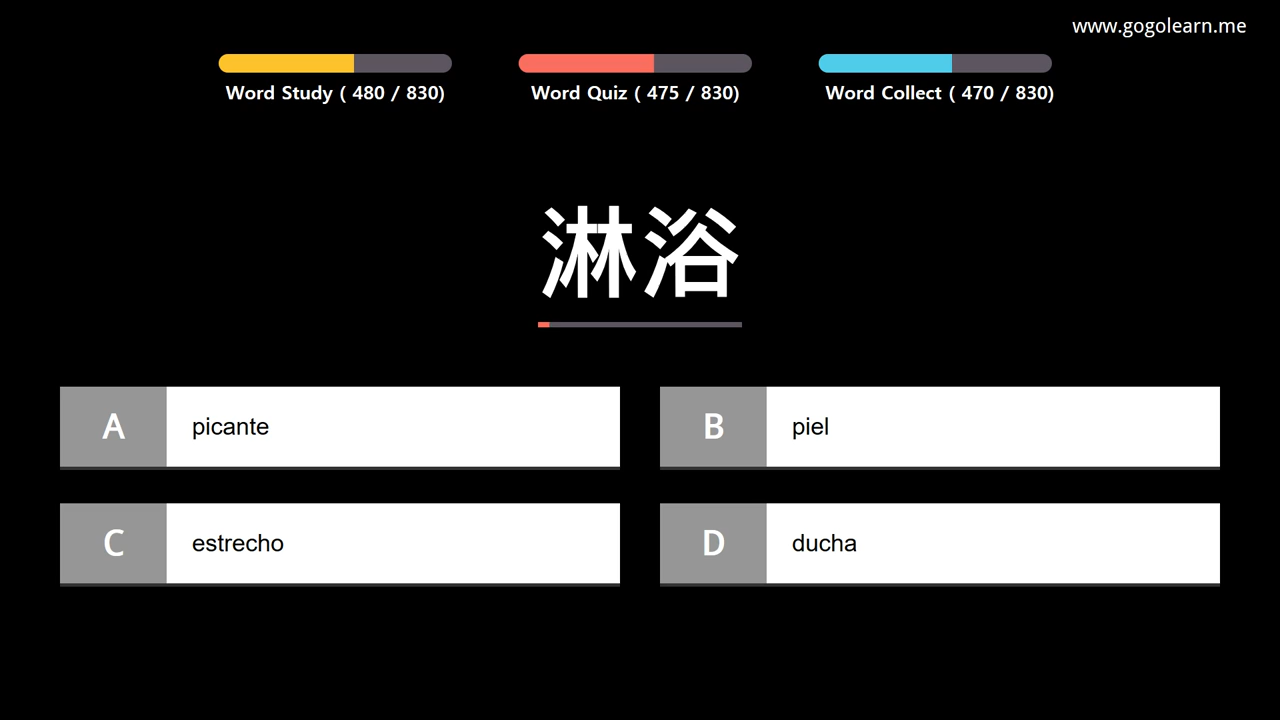 www.gogolearn.me
Word Study ( 480 / 830)
Word Quiz ( 475 / 830)
Word Collect ( 470 / 830)
淋浴
A picante
B piel
C estrecho
D ducha